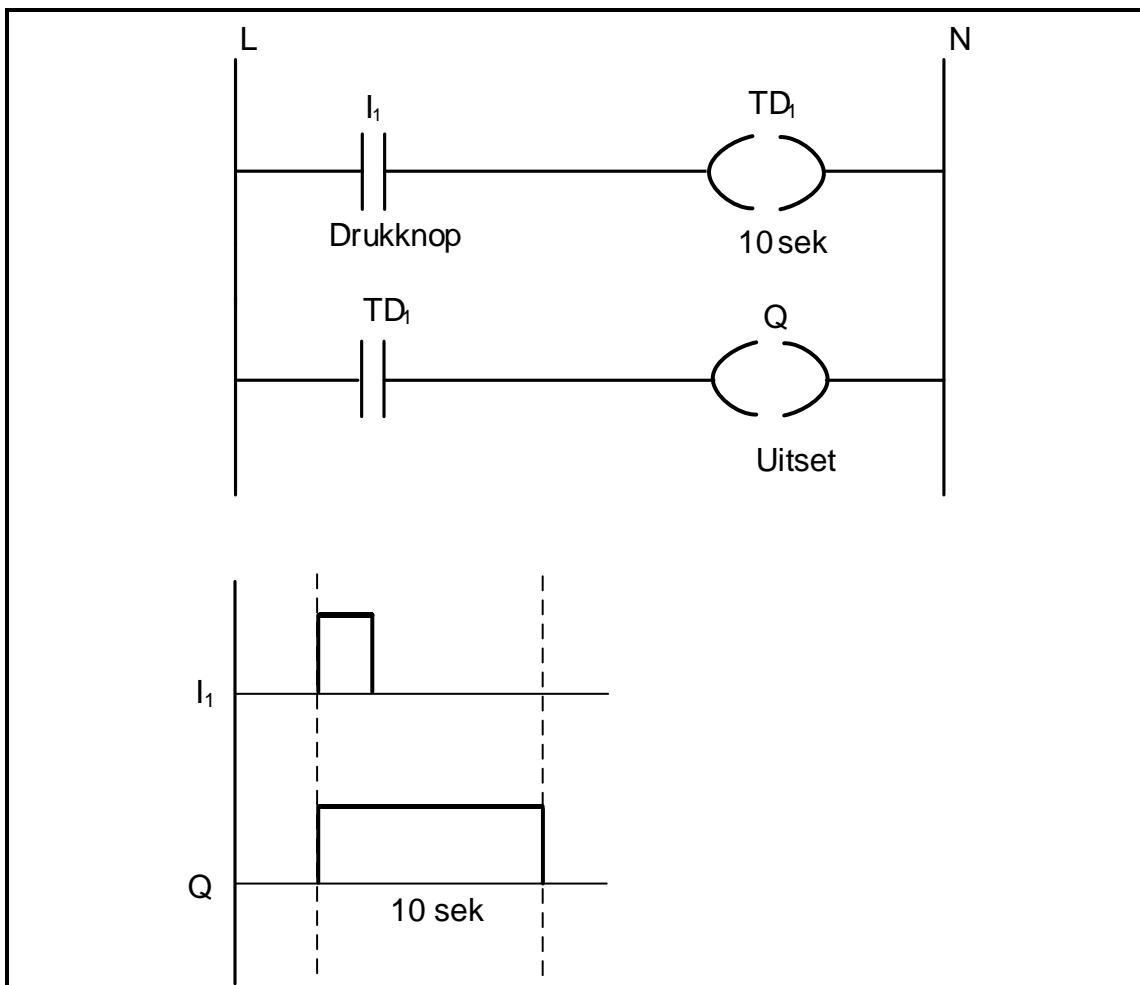 L N
I₁ TD₁
Drukknop 10 sek
TD₁ Q
Uitset
I₁
Q
10 sek